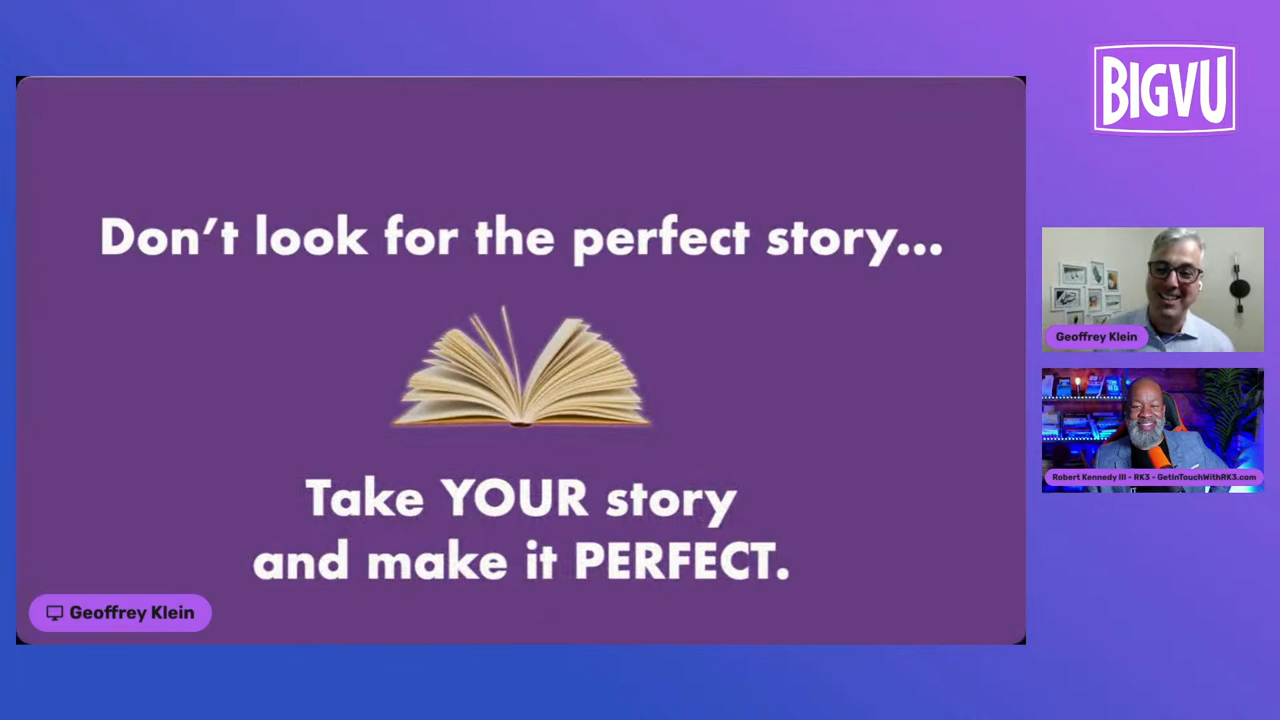 BIGVU
Don’t look for the perfect story...
Take YOUR story
and make it PERFECT.
Geoffrey Klein
Geoffrey Klein
Robert Kennedy III - RK3 - GetInTouchWithRK3.com